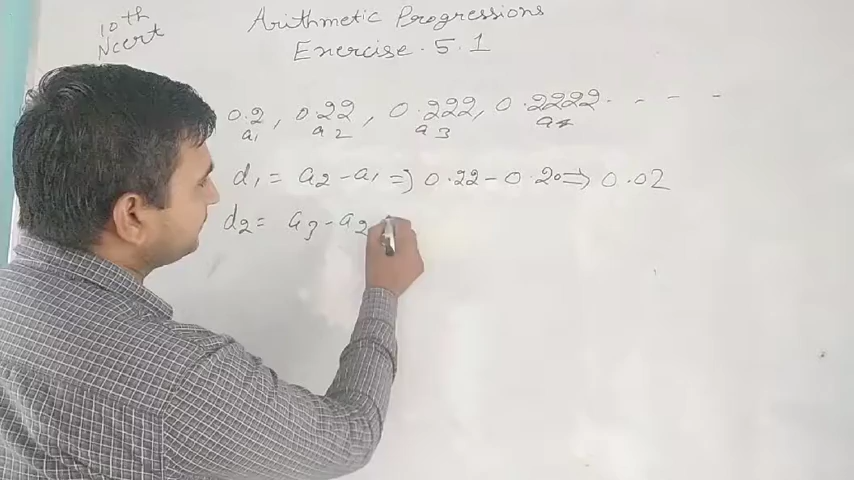 10th
Ncert
Arithmetic Progressions
Exercise . 5.1
0.2, 0.22, 0.222, 0.2222. - - -
a1 a2 a3 a4
d1 = a2 - a1 => 0.22 - 0.20 => 0.02
d2 = a3 - a2